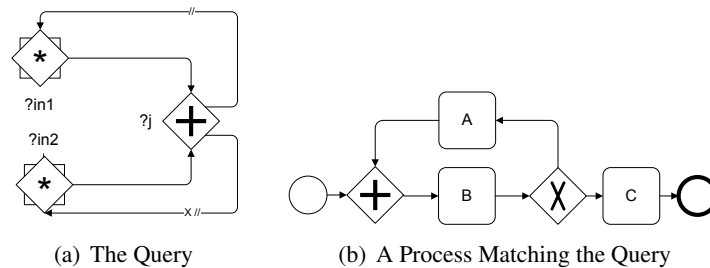 //
*
?in1
?j
+
?in2
*
X //
A
+
B
X
C
(a) The Query
(b) A Process Matching the Query